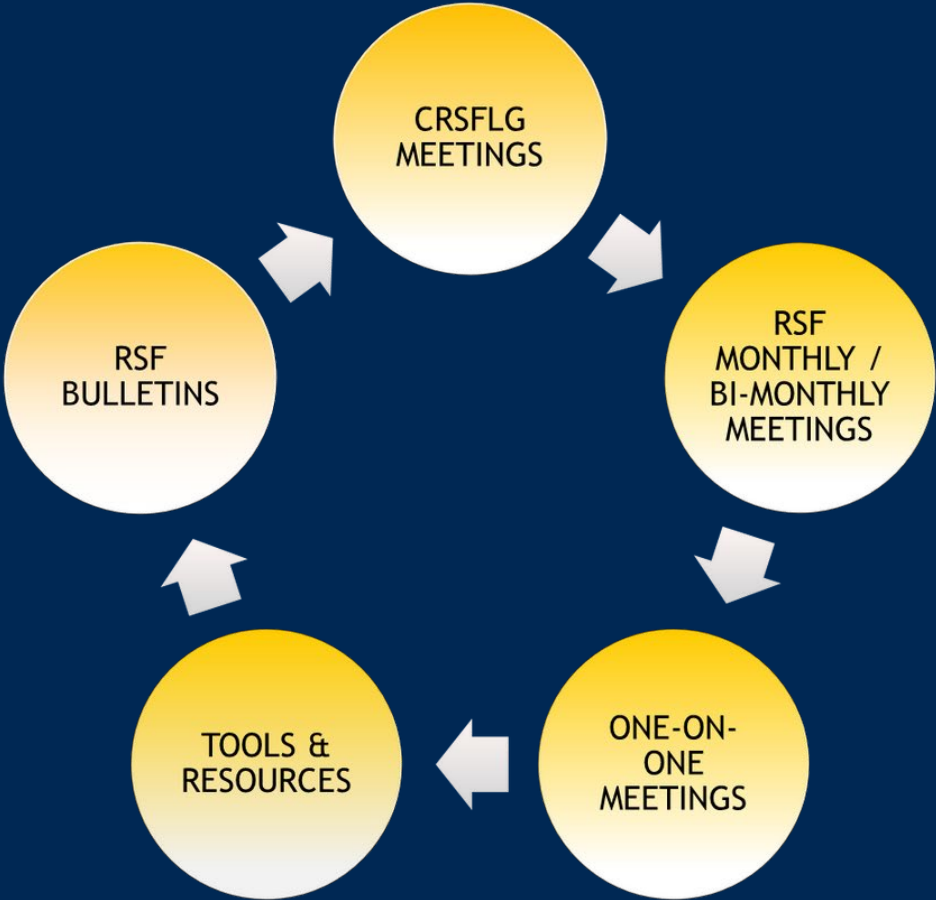 CRSFLG
MEETINGS
RSF
MONTHLY /
BI-MONTHLY
MEETINGS
ONE-ON-
ONE
MEETINGS
TOOLS &
RESOURCES
RSF
BULLETINS